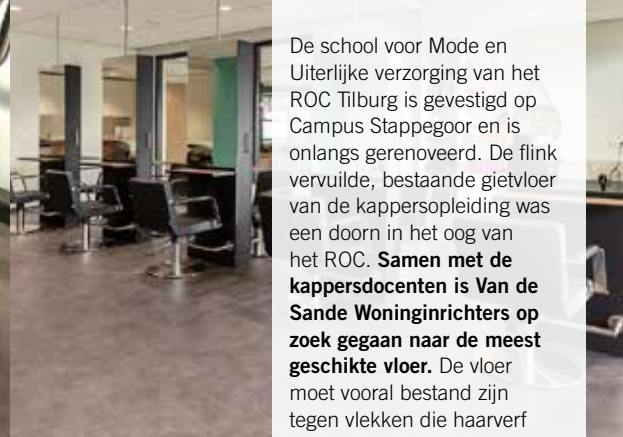 De school voor Mode en
Uiterlijke verzorging van het
ROC Tilburg is gevestigd op
Campus Stappegoor en is
onlangs gerenoveerd. De flink
vervuilde, bestaande gietvloer
van de kappersopleiding was
een doorn in het oog van
het ROC. Samen met de
kappersdocenten is Van de
Sande Woninginrichters op
zoek gegaan naar de meest
geschikte vloer. De vloer
moet vooral bestand zijn
tegen vlekken die haarverf